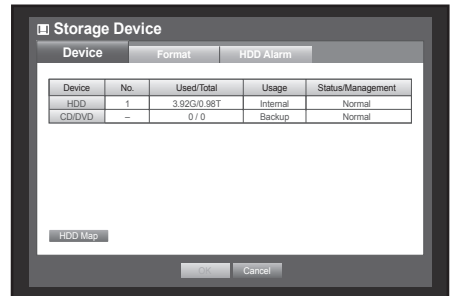 Storage Device
Device Format HDD Alarm
Device No. Used/Total Usage Status/Management
HDD 1 3.92G/0.98T Internal Normal
CD/DVD – 0 / 0 Backup Normal
HDD Map
OK Cancel